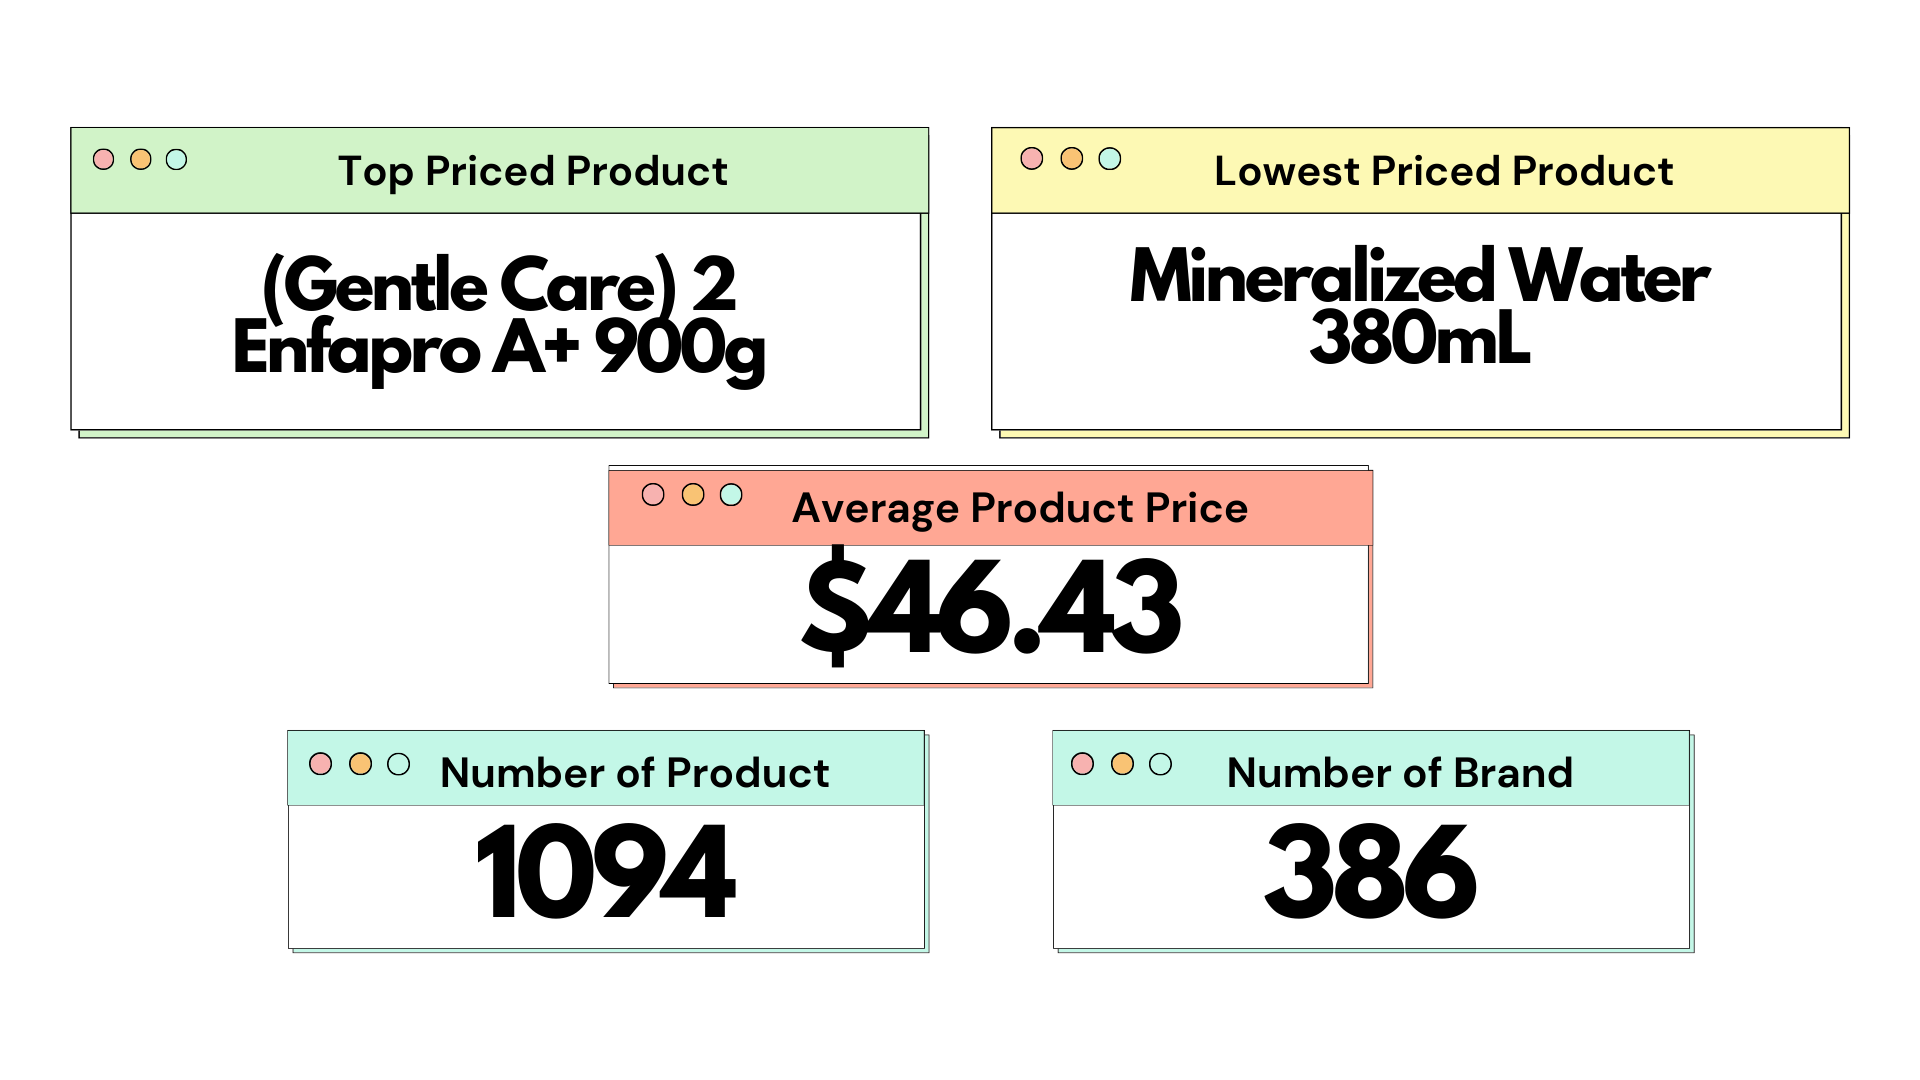 Top Priced Product
(Gentle Care) 2
Enfapro A+ 900g
Lowest Priced Product
Mineralized Water
380mL
Average Product Price
$46.43
Number of Product
1094
Number of Brand
386